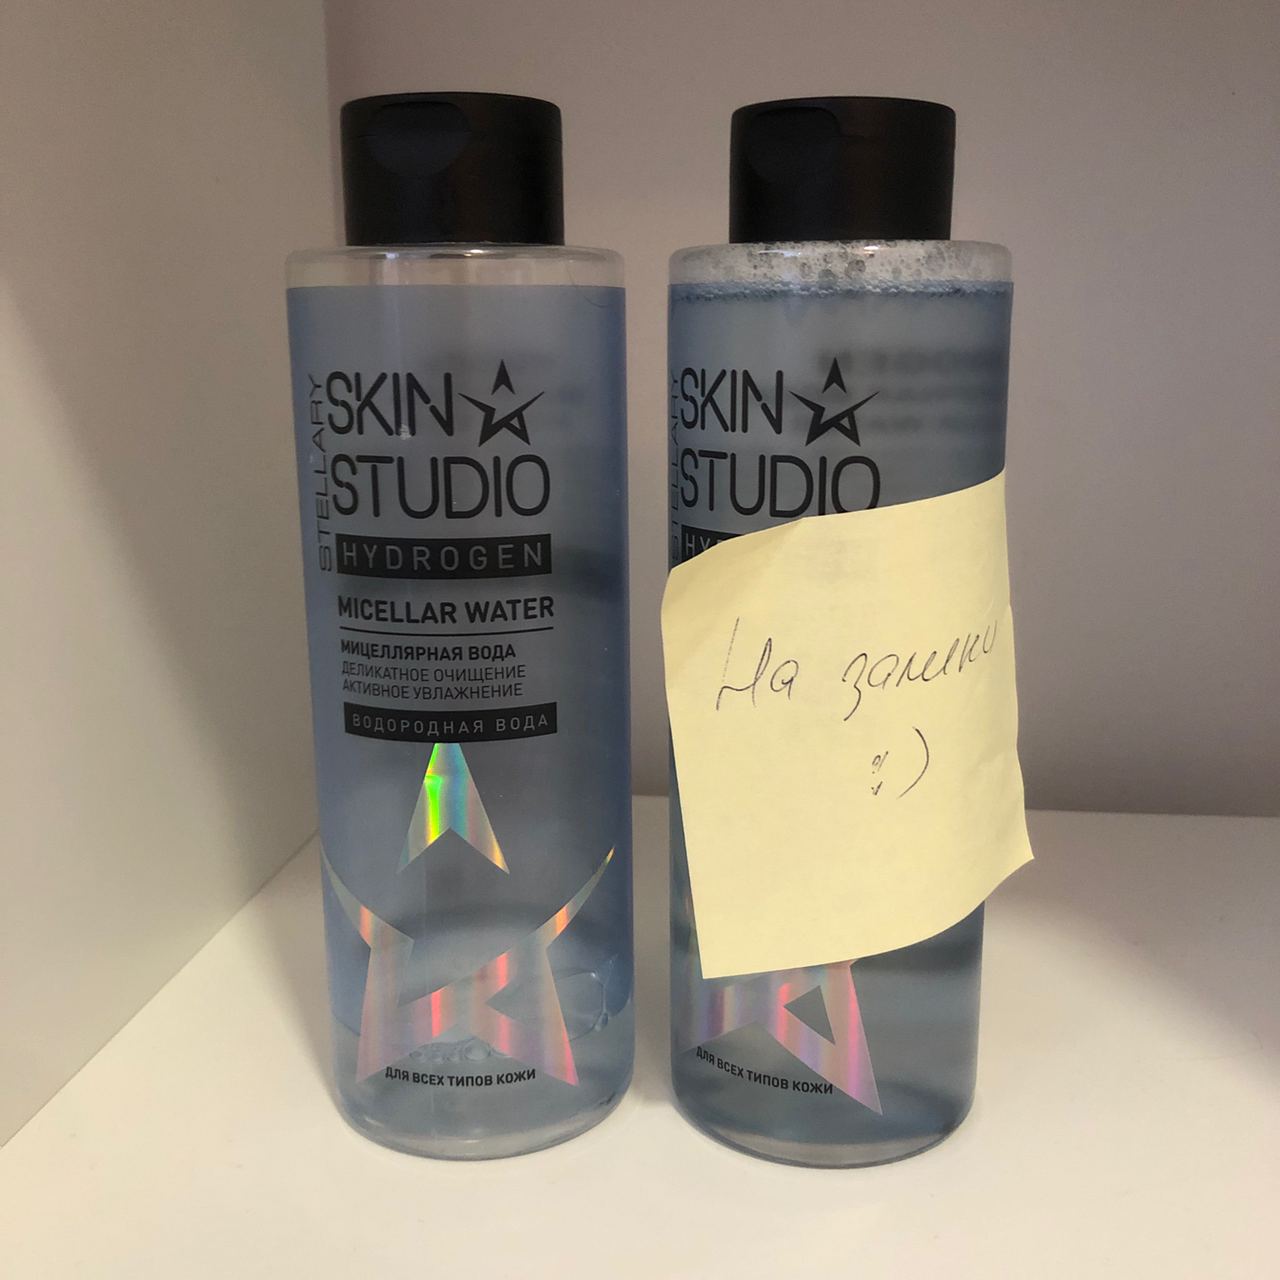 STELLARY
SKIN
STUDIO
HYDROGEN
MICELLAR WATER
МИЦЕЛЛЯРНАЯ ВОДА
ДЕЛИКАТНОЕ ОЧИЩЕНИЕ
АКТИВНОЕ УВЛАЖНЕНИЕ
ВОДОРОДНАЯ ВОДА
ДЛЯ ВСЕХ ТИПОВ КОЖИ
STELLARY
SKIN
STUDIO
HY
На
:)
ДЛЯ ВСЕХ ТИПОВ КОЖИ